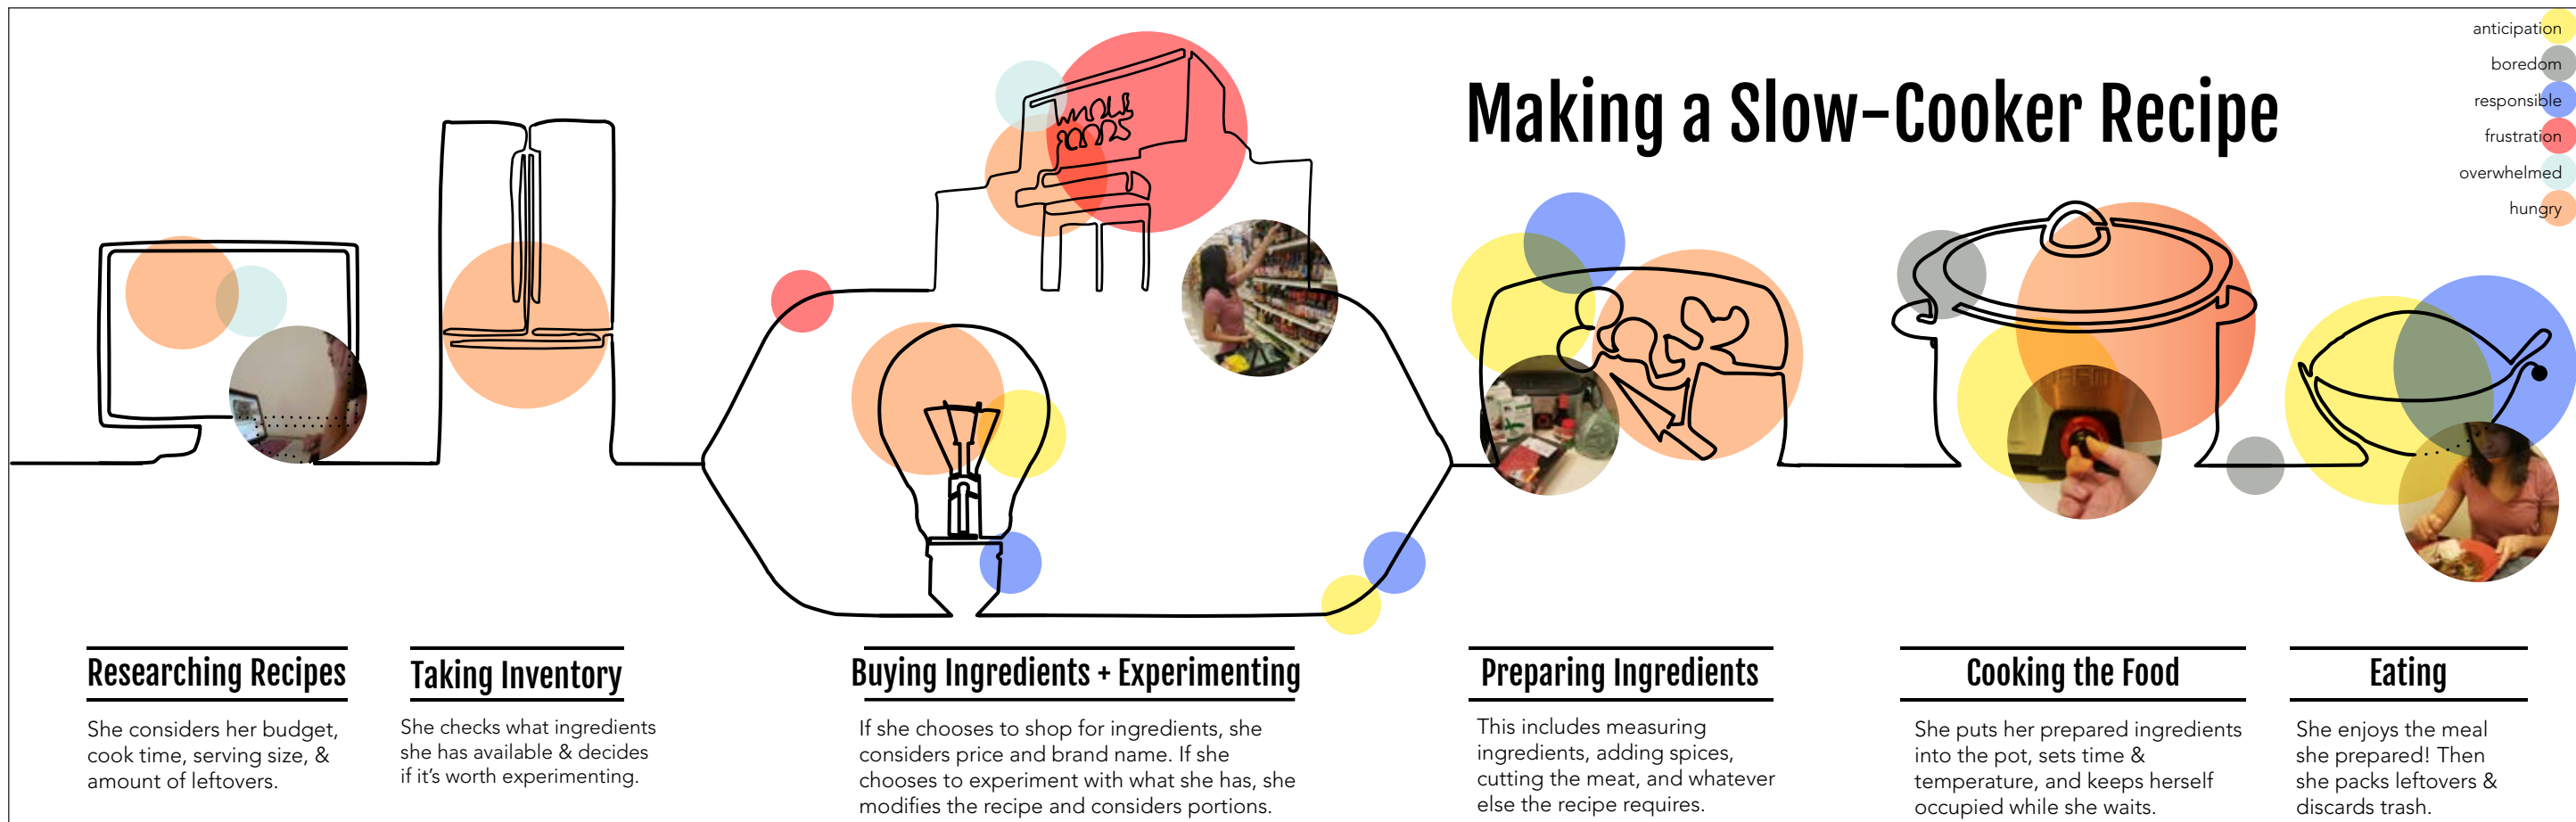 anticipation
boredom
responsible
frustration
overwhelmed
hungry
Making a Slow-Cooker Recipe
WHOLE
FOODS
Researching Recipes
She considers her budget,
cook time, serving size, &
amount of leftovers.
Taking Inventory
She checks what ingredients
she has available & decides
if it's worth experimenting.
Buying Ingredients + Experimenting
If she chooses to shop for ingredients, she
considers price and brand name. If she
chooses to experiment with what she has, she
modifies the recipe and considers portions.
Preparing Ingredients
This includes measuring
ingredients, adding spices,
cutting the meat, and whatever
else the recipe requires.
Cooking the Food
She puts her prepared ingredients
into the pot, sets time &
temperature, and keeps herself
occupied while she waits.
Eating
She enjoys the meal
she prepared! Then
she packs leftovers &
discards trash.